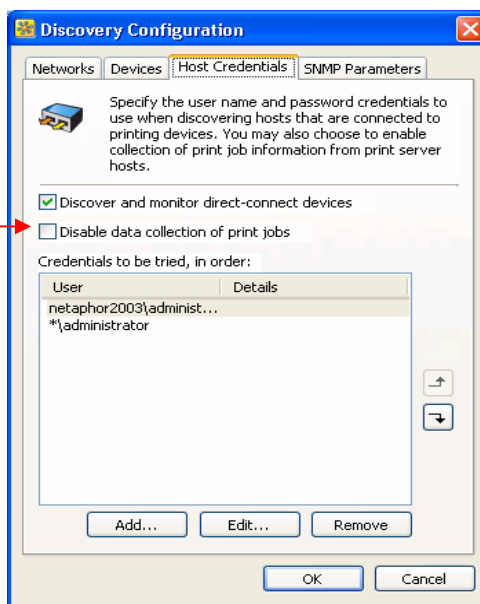 Discovery Configuration
Networks Devices Host Credentials SNMP Parameters
Specify the user name and password credentials to
use when discovering hosts that are connected to
printing devices. You may also choose to enable
collection of print job information from print server
hosts.
Discover and monitor direct-connect devices
Disable data collection of print jobs
Credentials to be tried, in order:
User Details
netaphor2003\administ...
*\administrator
Add... Edit... Remove
OK Cancel